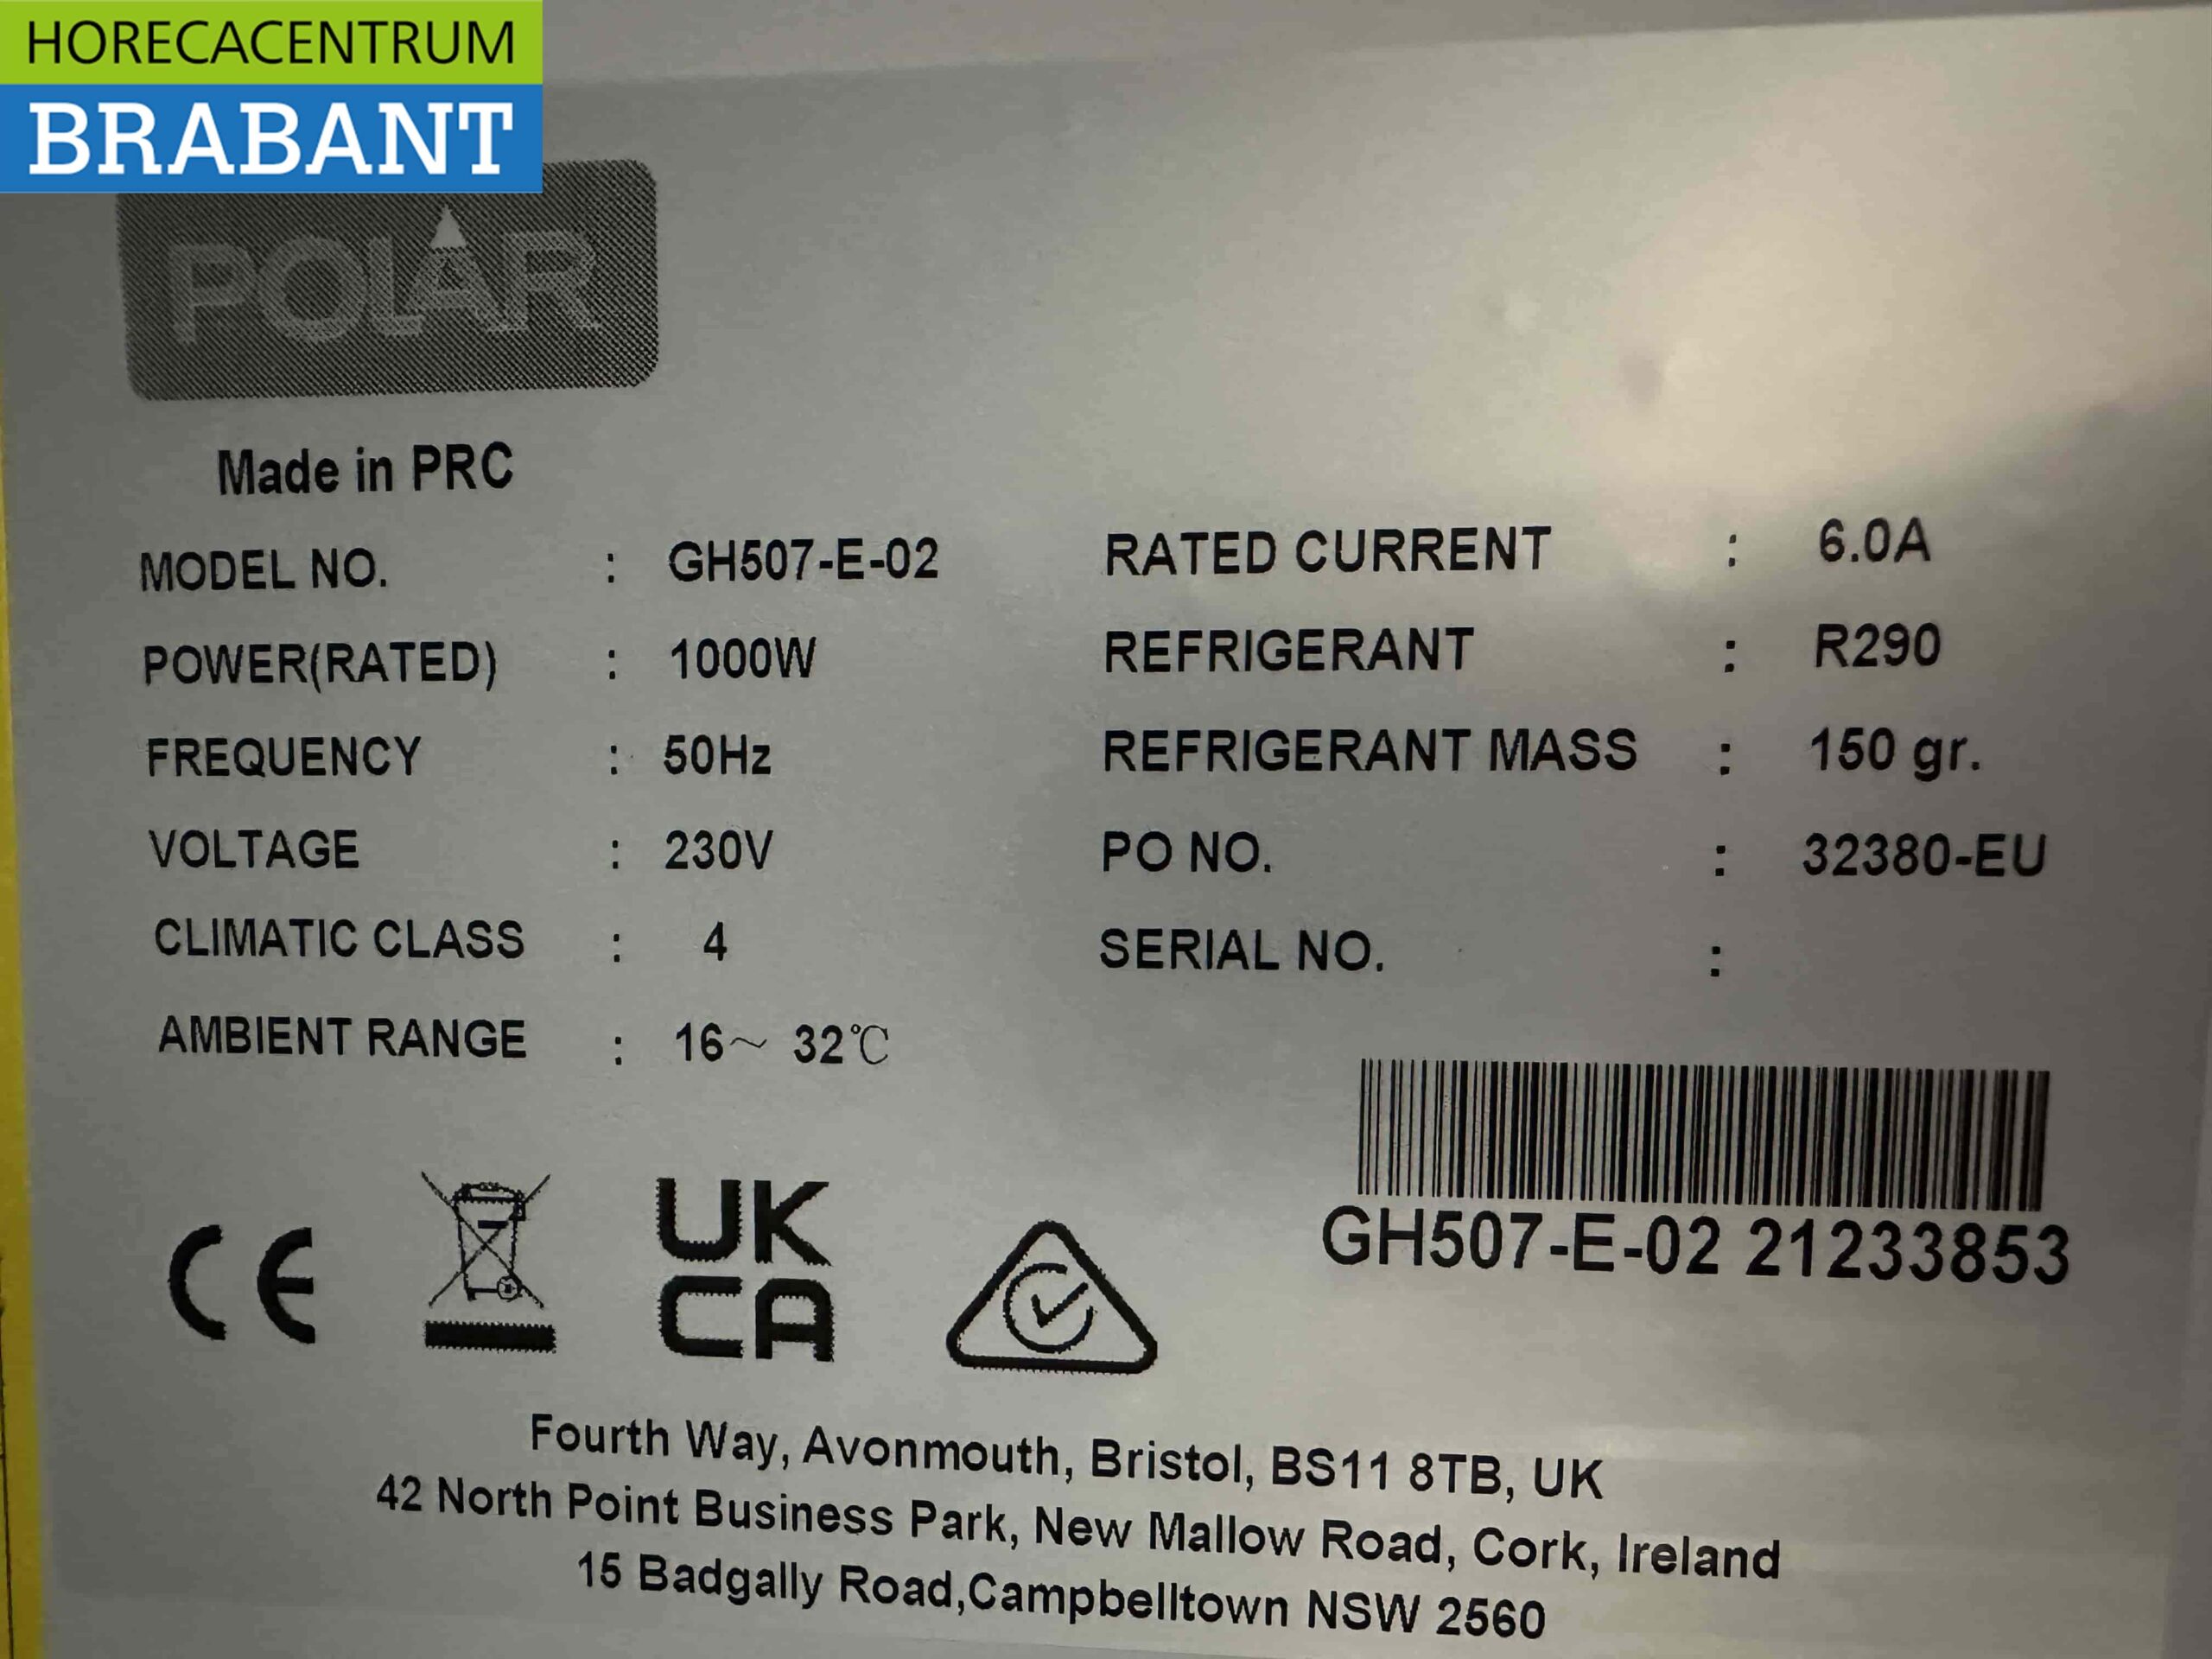 HORECACENTRUM
BRABANT
POLAR
Made in PRC
MODEL NO. : GH507-E-02
POWER(RATED) : 1000W
FREQUENCY : 50Hz
VOLTAGE : 230V
CLIMATIC CLASS : 4
AMBIENT RANGE : 16~ 32℃
RATED CURRENT : 6.0A
REFRIGERANT : R290
REFRIGERANT MASS : 150 gr.
PO NO. : 32380-EU
SERIAL NO. :
GH507-E-02 21233853
CE
UK
CA
Fourth Way, Avonmouth, Bristol, BS11 8TB, UK
42 North Point Business Park, New Mallow Road, Cork, Ireland
15 Badgally Road,Campbelltown NSW 2560